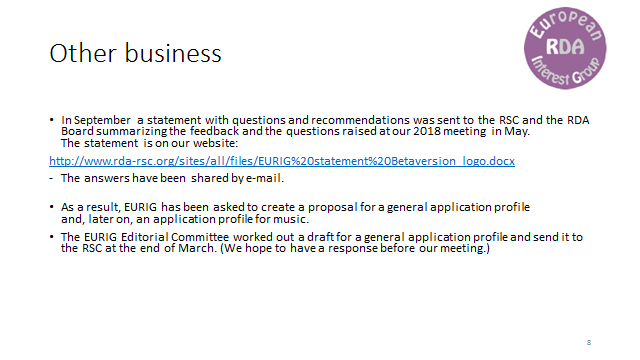 European
RDA
Interest Group
Other business
• In September a statement with questions and recommendations was sent to the RSC and the RDA
Board summarizing the feedback and the questions raised at our 2018 meeting in May.
The statement is on our website:
http://www.rda-rsc.org/sites/all/files/EURIG%20statement%20Betaversion_logo.docx
- The answers have been shared by e-mail.
• As a result, EURIG has been asked to create a proposal for a general application profile
and, later on, an application profile for music.
• The EURIG Editorial Committee worked out a draft for a general application profile and send it to
the RSC at the end of March. (We hope to have a response before our meeting.)
8